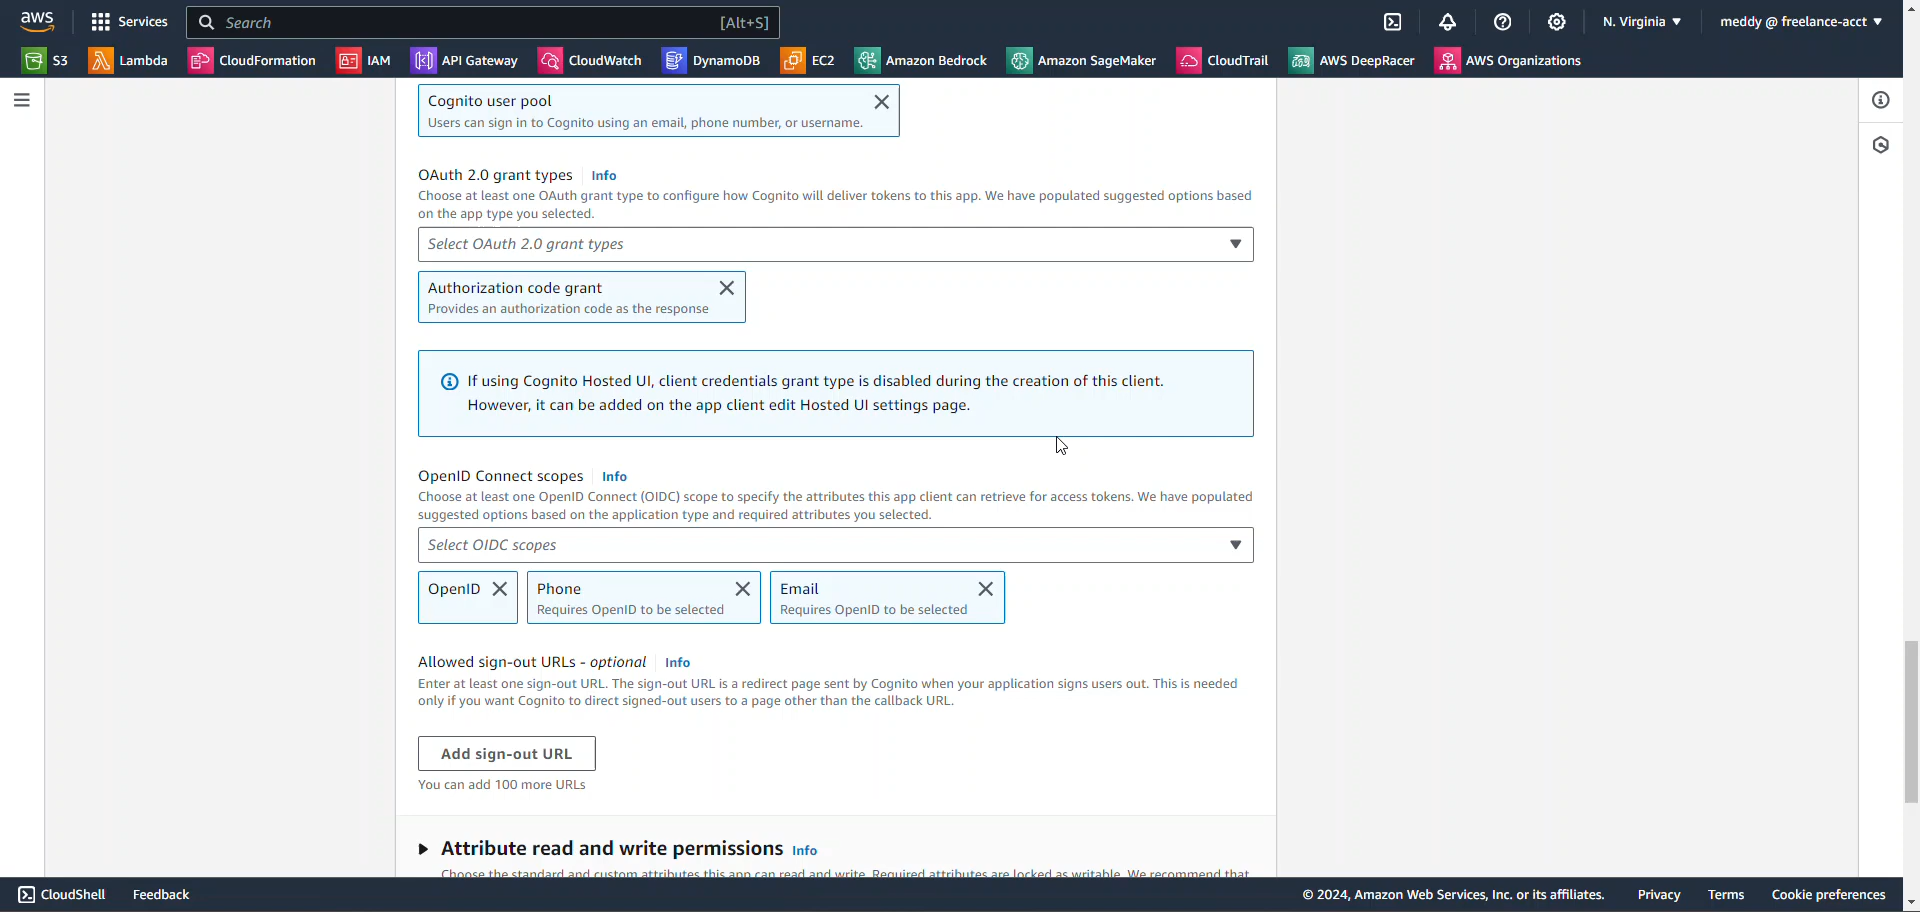 aws
Services
Search
[Alt+S]
N. Virginia
meddy @ freelance-acct
S3
Lambda
CloudFormation
IAM
API Gateway
CloudWatch
DynamoDB
EC2
Amazon Bedrock
Amazon SageMaker
CloudTrail
AWS DeepRacer
AWS Organizations
Cognito user pool
Users can sign in to Cognito using an email, phone number, or username.
OAuth 2.0 grant types Info
Choose at least one OAuth grant type to configure how Cognito will deliver tokens to this app. We have populated suggested options based
on the app type you selected.
Select OAuth 2.0 grant types
Authorization code grant
Provides an authorization code as the response
If using Cognito Hosted UI, client credentials grant type is disabled during the creation of this client.
However, it can be added on the app client edit Hosted UI settings page.
OpenID Connect scopes Info
Choose at least one OpenID Connect (OIDC) scope to specify the attributes this app client can retrieve for access tokens. We have populated
suggested options based on the application type and required attributes you selected.
Select OIDC scopes
OpenID
Phone
Requires OpenID to be selected
Email
Requires OpenID to be selected
Allowed sign-out URLs - optional Info
Enter at least one sign-out URL. The sign-out URL is a redirect page sent by Cognito when your application signs users out. This is needed
only if you want Cognito to direct signed-out users to a page other than the callback URL.
Add sign-out URL
You can add 100 more URLs
Attribute read and write permissions Info
Choose the standard and custom attributes this app can read and write. Required attributes are locked as writable. We recommend that
CloudShell
Feedback
© 2024, Amazon Web Services, Inc. or its affiliates.
Privacy
Terms
Cookie preferences